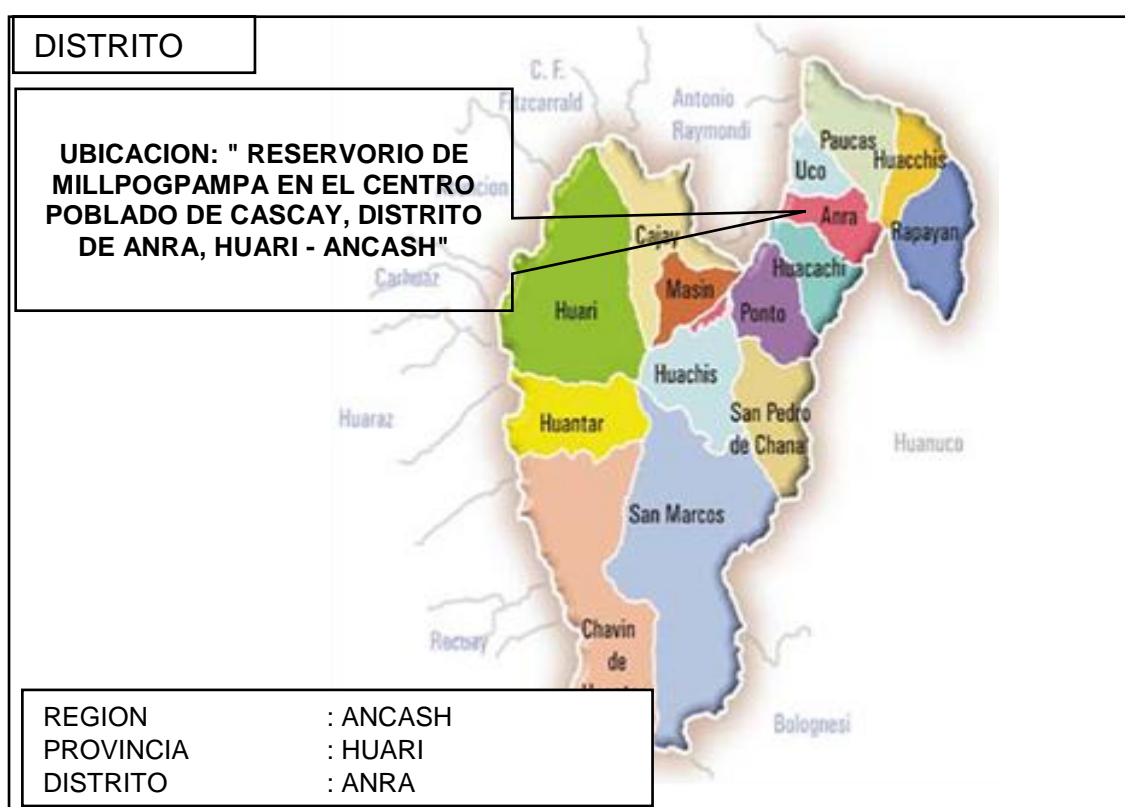 DISTRITO
UBICACION: " RESERVORIO DE
MILLPOGPAMPA EN EL CENTRO
POBLADO DE CASCAY, DISTRITO
DE ANRA, HUARI - ANCASH"
C. F.
Fitzcarrald
Antonio
Raymondi
Paucas
Huacchis
Uco
Anra
Rapayan
Cajay
Huacachi
Carhuaz
Masin
Huari
Ponto
Huachis
Huaraz
Huantar
San Pedro
de Chana
Huanuco
San Marcos
Recuay
Chavin
de
Bolognesi
REGION : ANCASH
PROVINCIA : HUARI
DISTRITO : ANRA